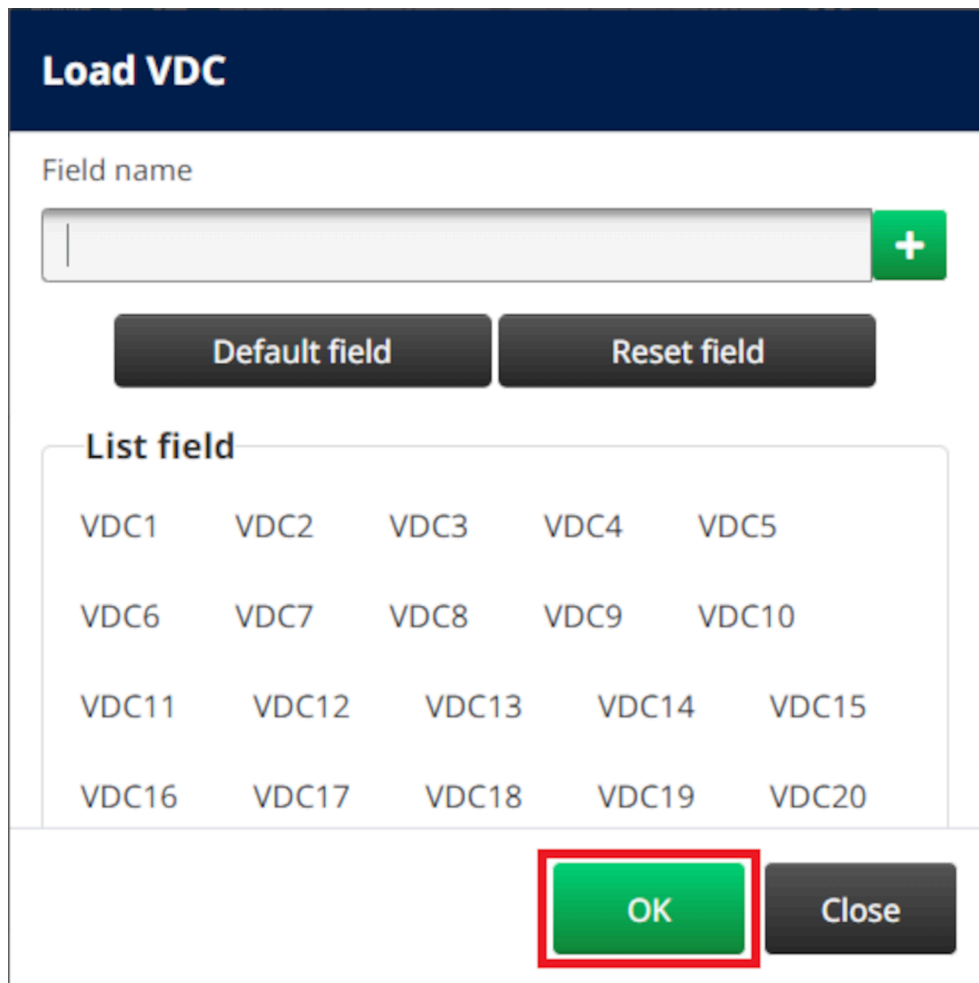 Load VDC
Field name
+
Default field Reset field
List field
VDC1 VDC2 VDC3 VDC4 VDC5
VDC6 VDC7 VDC8 VDC9 VDC10
VDC11 VDC12 VDC13 VDC14 VDC15
VDC16 VDC17 VDC18 VDC19 VDC20
OK Close